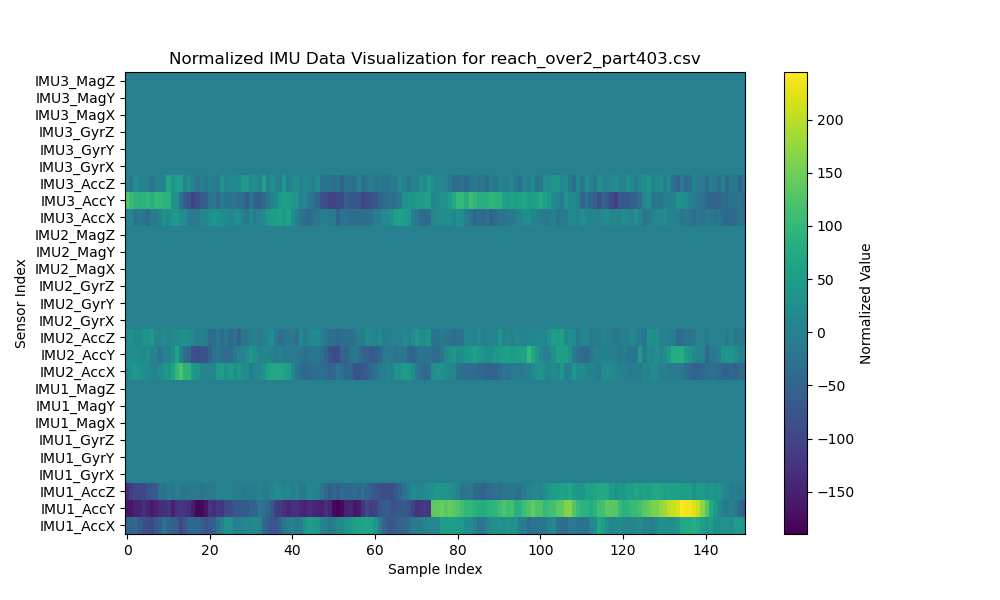 Normalized IMU Data Visualization for reach_over2_part403.csv
IMU3_MagZ
IMU3_MagY
IMU3_MagX
IMU3_GyrZ
IMU3_GyrY
IMU3_GyrX
IMU3_AccZ
IMU3_AccY
IMU3_AccX
IMU2_MagZ
IMU2_MagY
IMU2_MagX
IMU2_GyrZ
IMU2_GyrY
IMU2_GyrX
IMU2_AccZ
IMU2_AccY
IMU2_AccX
IMU1_MagZ
IMU1_MagY
IMU1_MagX
IMU1_GyrZ
IMU1_GyrY
IMU1_GyrX
IMU1_AccZ
IMU1_AccY
IMU1_AccX
Sensor Index
0 20 40 60 80 100 120 140
Sample Index
200
150
100
50
0
−50
−100
−150
Normalized Value